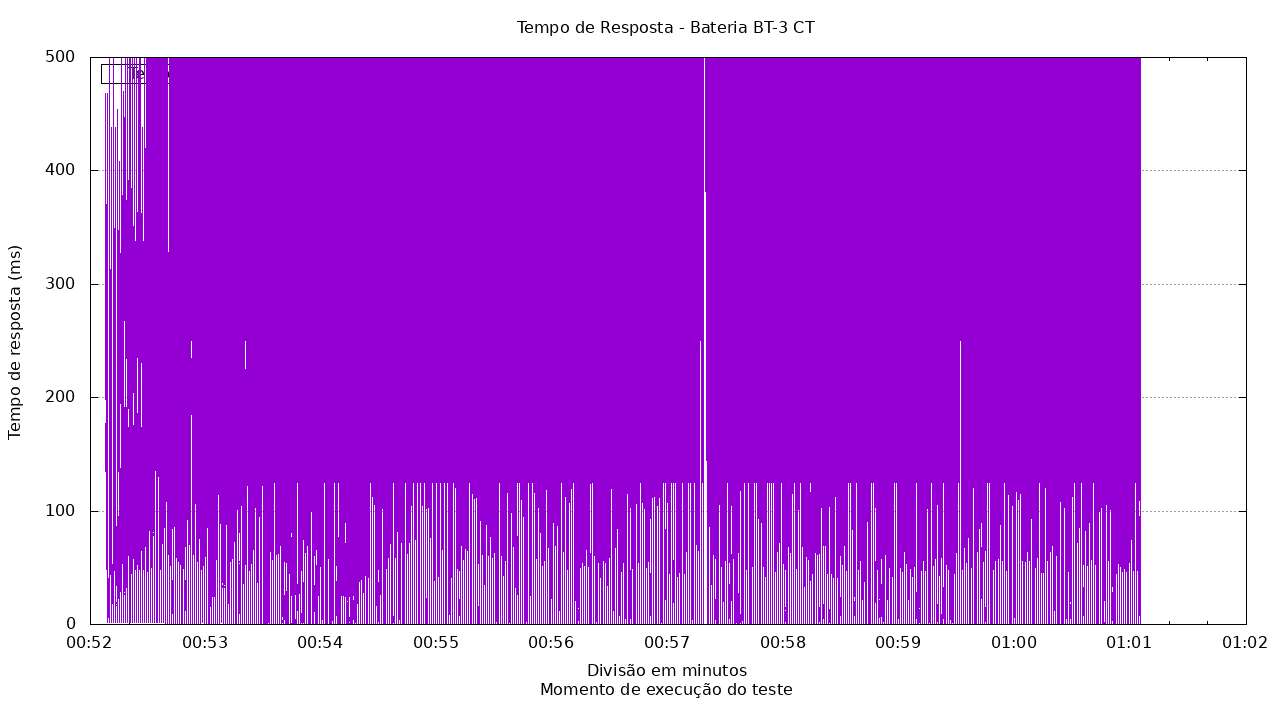 Tempo de Resposta - Bateria BT-3 CT
500
400
300
200
100
0
Tempo de resposta (ms)
00:52 00:53 00:54 00:55 00:56 00:57 00:58 00:59 01:00 01:01 01:02
Divisão em minutos
Momento de execução do teste